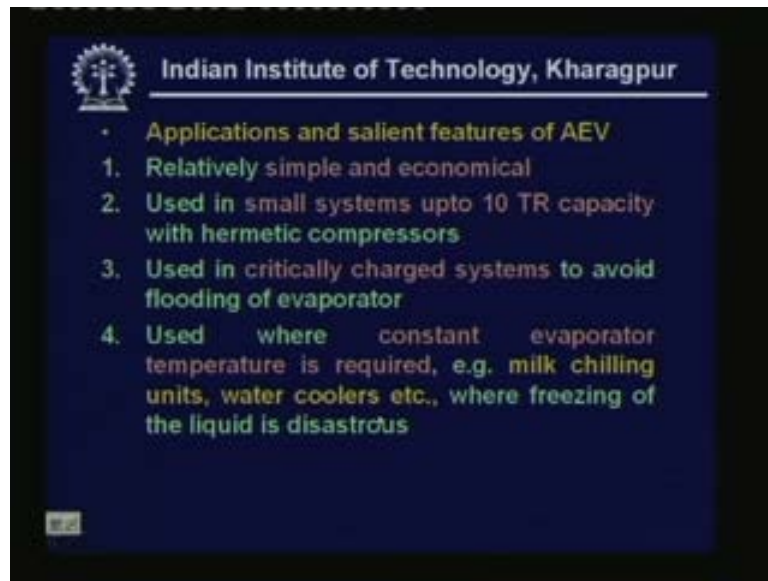 Indian Institute of Technology, Kharagpur
• Applications and salient features of AEV
1. Relatively simple and economical
2. Used in small systems upto 10 TR capacity
with hermetic compressors
3. Used in critically charged systems to avoid
flooding of evaporator
4. Used where constant evaporator
temperature is required, e.g. milk chilling
units, water coolers etc., where freezing of
the liquid is disastrous